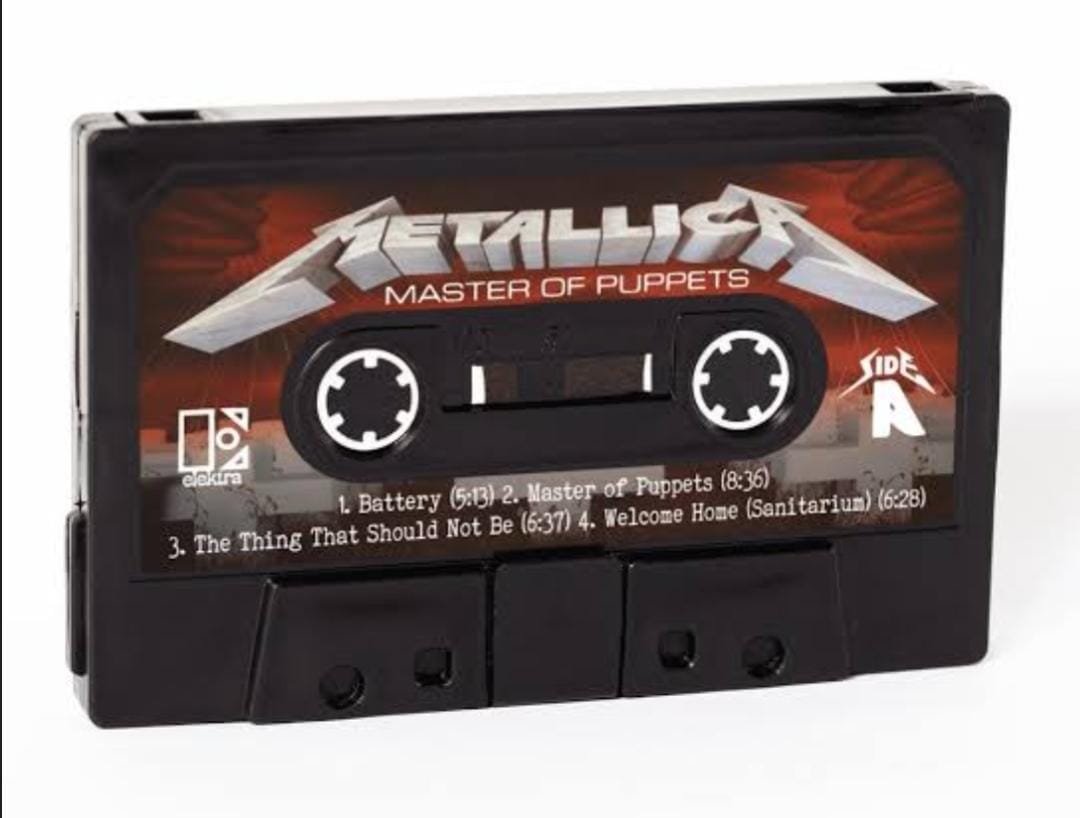 METALLICA
MASTER OF PUPPETS
SIDE
A
elektra
1. Battery (5:13) 2. Master of Puppets (8:36)
3. The Thing That Should Not Be (6:37) 4. Welcome Home (Sanitarium) (6:28)